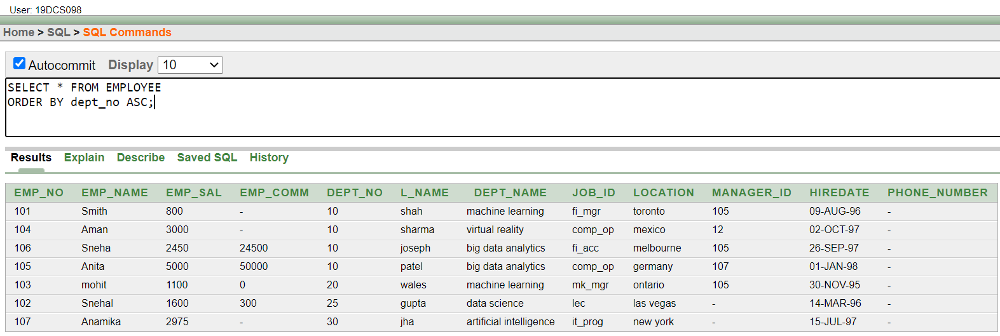 User: 19DCS098
Home > SQL > SQL Commands
Autocommit Display 10
SELECT * FROM EMPLOYEE
ORDER BY dept_no ASC;
Results Explain Describe Saved SQL History
EMP_NO EMP_NAME EMP_SAL EMP_COMM DEPT_NO L_NAME DEPT_NAME JOB_ID LOCATION MANAGER_ID HIREDATE PHONE_NUMBER
101 Smith 800 - 10 shah machine learning fi_mgr toronto 105 09-AUG-96 -
104 Aman 3000 - 10 sharma virtual reality comp_op mexico 12 02-OCT-97 -
106 Sneha 2450 24500 10 joseph big data analytics fi_acc melbourne 105 26-SEP-97 -
105 Anita 5000 50000 10 patel big data analytics comp_op germany 107 01-JAN-98 -
103 mohit 1100 0 20 wales machine learning mk_mgr ontario 105 30-NOV-95 -
102 Snehal 1600 300 25 gupta data science lec las vegas - 14-MAR-96 -
107 Anamika 2975 - 30 jha artificial intelligence it_prog new york - 15-JUL-97 -